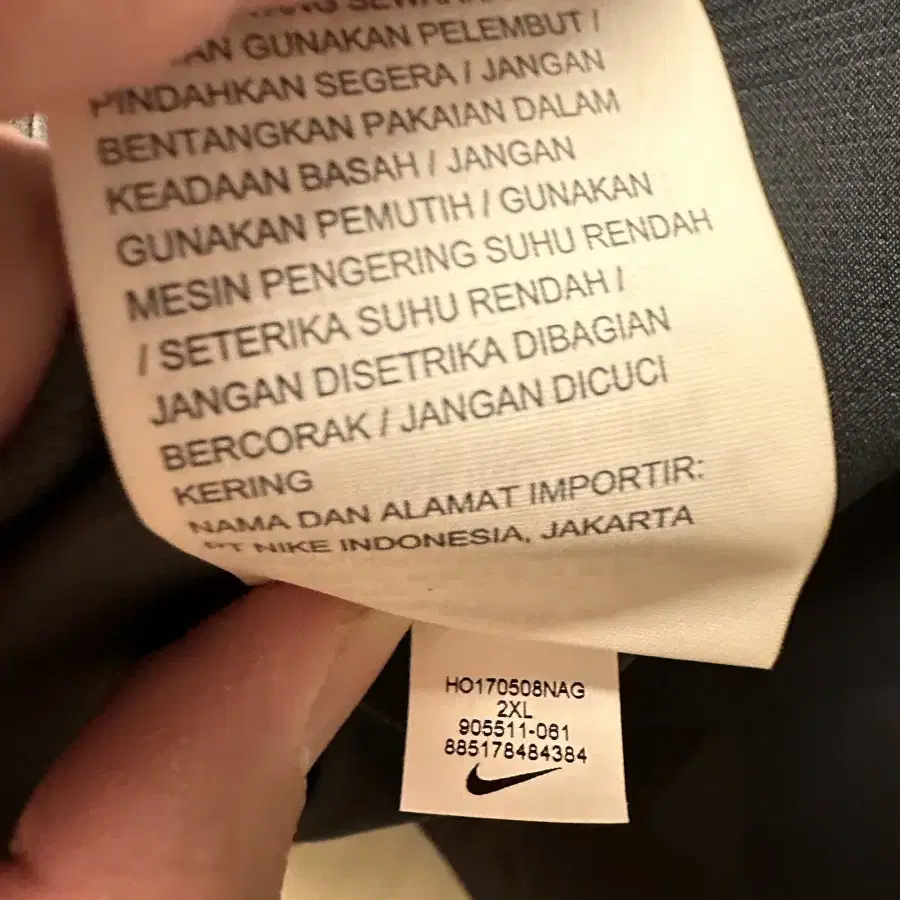 GUNAKAN PELEMBUT /
PINDAHKAN SEGERA / JANGAN
BENTANGKAN PAKAIAN DALAM
KEADAAN BASAH / JANGAN
GUNAKAN PEMUTIH / GUNAKAN
MESIN PENGERING SUHU RENDAH
/ SETERIKA SUHU RENDAH /
JANGAN DISETRIKA DIBAGIAN
BERCORAK / JANGAN DICUCI
KERING
NAMA DAN ALAMAT IMPORTIR:
PT NIKE INDONESIA, JAKARTA
HO170508NAG
2XL
905511-061
885178484384